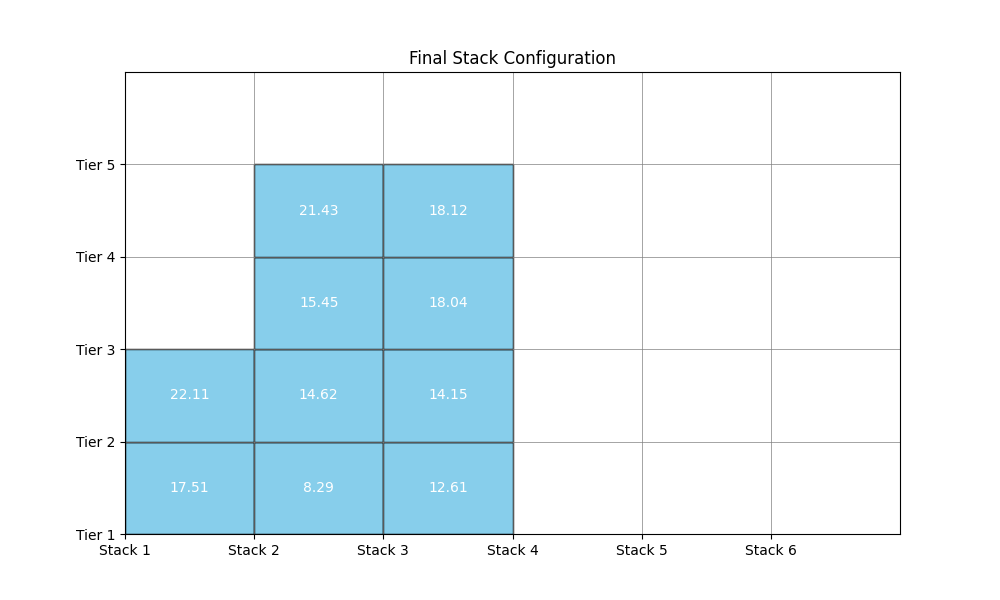 Final Stack Configuration
Tier 5
21.43 18.12
Tier 4
15.45 18.04
Tier 3
22.11 14.62 14.15
Tier 2
17.51 8.29 12.61
Tier 1
Stack 1 Stack 2 Stack 3 Stack 4 Stack 5 Stack 6